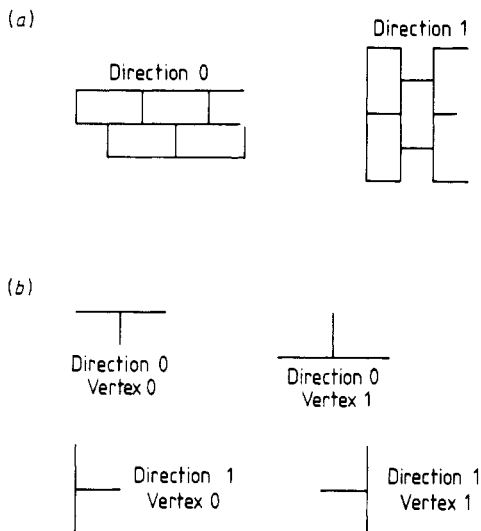 (a)
Direction 0
Direction 1
(b)
Direction 0
Vertex 0
Direction 0
Vertex 1
Direction 1
Vertex 0
Direction 1
Vertex 1